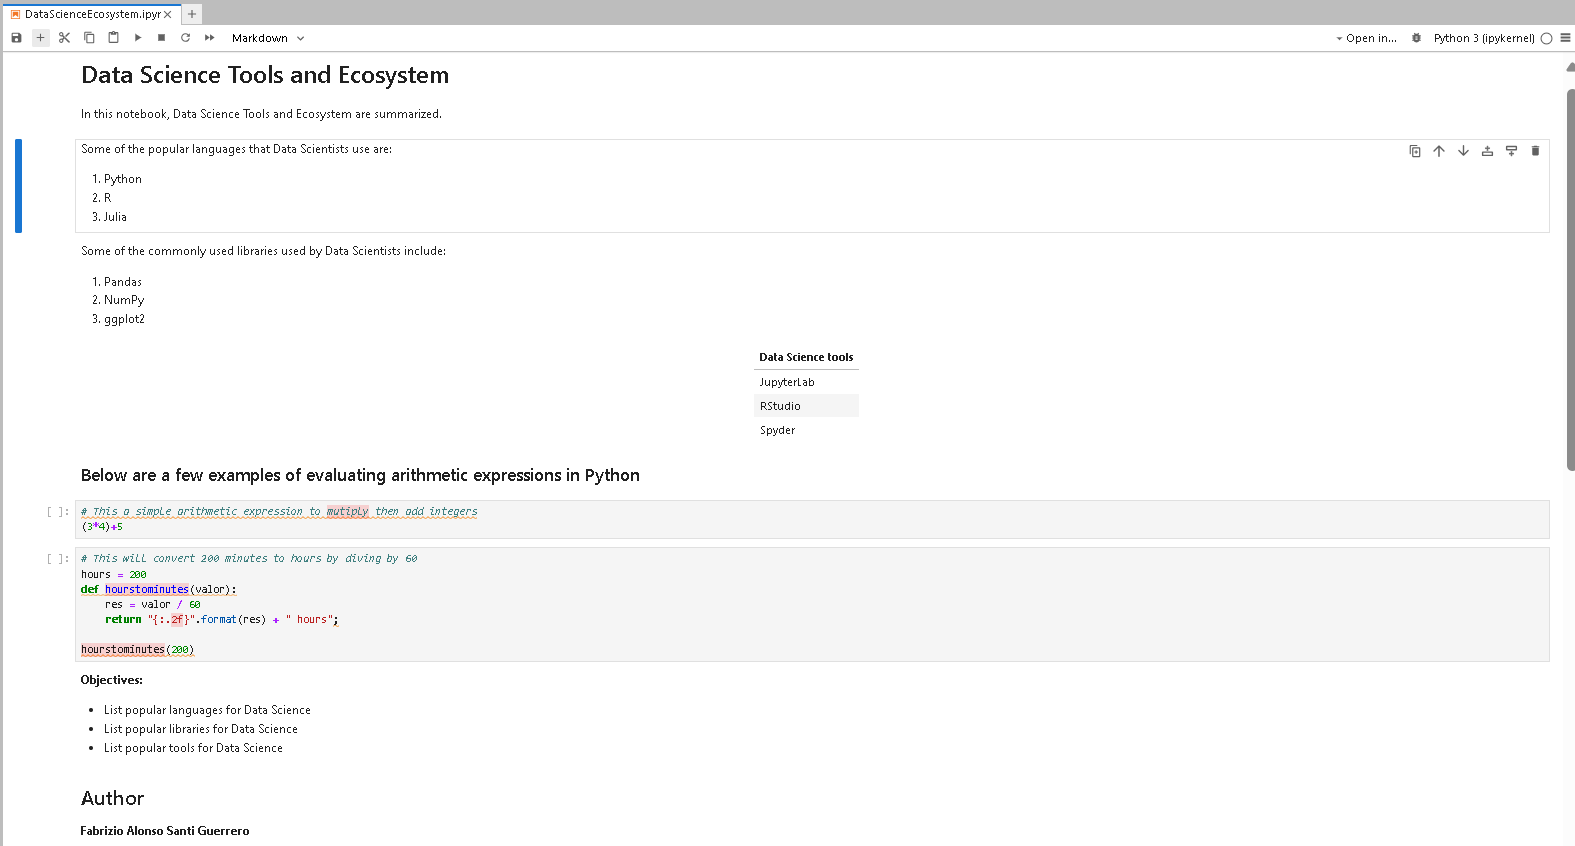 DataScienceEcosystem.ipyr
Markdown
Open in...
Python 3 (ipykernel)
Data Science Tools and Ecosystem
In this notebook, Data Science Tools and Ecosystem are summarized.
Some of the popular languages that Data Scientists use are:
1. Python
2. R
3. Julia
Some of the commonly used libraries used by Data Scientists include:
1. Pandas
2. NumPy
3. ggplot2
Data Science tools
JupyterLab
RStudio
Spyder
Below are a few examples of evaluating arithmetic expressions in Python
[ ]: # This a simple arithmetic expression to mutiply then add integers
(3*4)+5
[ ]: # This will convert 200 minutes to hours by diving by 60
hours = 200
def hourstominutes(valor):
    res = valor / 60
    return "{:.2f}".format(res) + " hours";
hourstominutes(200)
Objectives:
• List popular languages for Data Science
• List popular libraries for Data Science
• List popular tools for Data Science
Author
Fabrizio Alonso Santi Guerrero